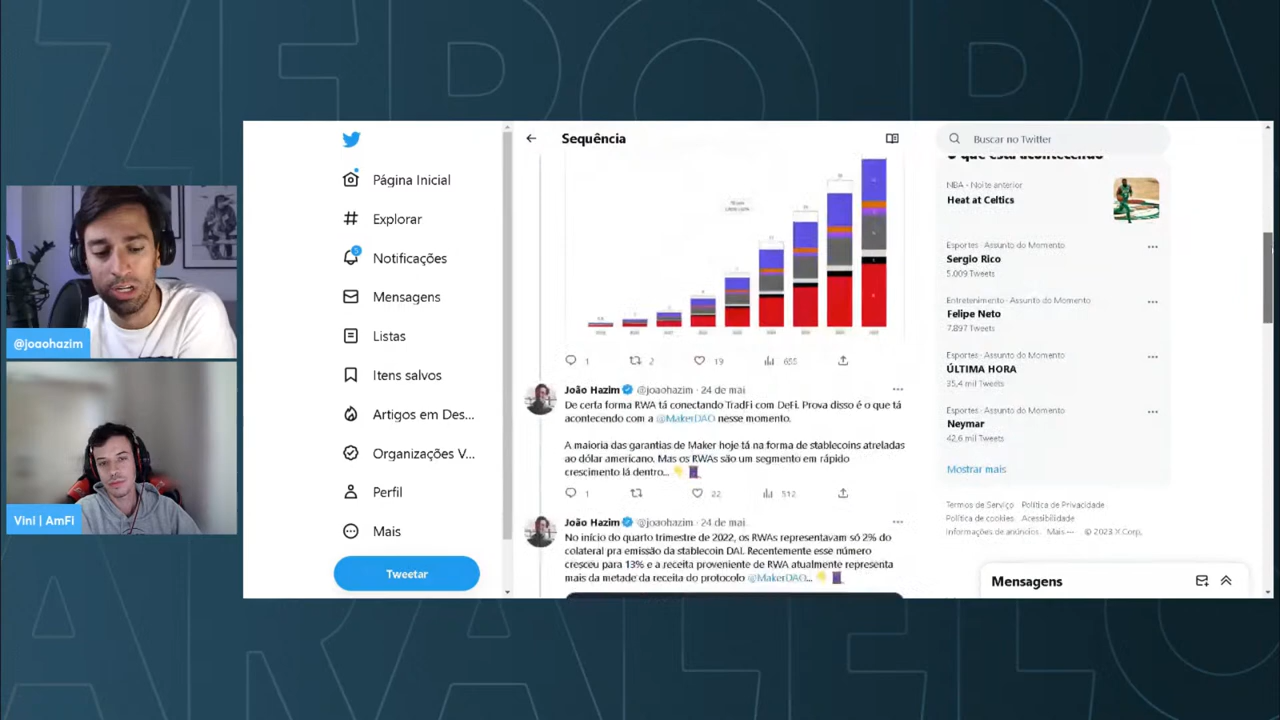 ZERO PA
Página Inicial
Explorar
5
Notificações
Mensagens
Listas
Itens salvos
Artigos em Des...
Organizações V...
Perfil
Mais
Tweetar
Sequência
1
2
19
655
João Hazim @joaohazim · 24 de mai
De certa forma RWA tá conectando TradFi com DeFi. Prova disso é o que tá
acontecendo com a @MakerDAO nesse momento.
A maioria das garantias de Maker hoje tá na forma de stablecoins atreladas
ao dólar americano. Mas os RWAs são um segmento em rápido
crescimento lá dentro...
1
22
512
João Hazim @joaohazim · 24 de mai
No início do quarto trimestre de 2022, os RWAs representavam só 2% do
colateral pra emissão da stablecoin DAI. Recentemente esse número
cresceu para 13% e a receita proveniente de RWA atualmente representa
mais da metade da receita do protocolo @MakerDAO...
Buscar no Twitter
O que está acontecendo
NBA · Noite anterior
Heat at Celtics
Esportes · Assunto do Momento
Sergio Rico
5.009 Tweets
Entretenimento · Assunto do Momento
Felipe Neto
7.897 Tweets
Esportes · Assunto do Momento
ÚLTIMA HORA
35,4 mil Tweets
Esportes · Assunto do Momento
Neymar
42,6 mil Tweets
Mostrar mais
Termos de Serviço Política de Privacidade
Política de cookies Acessibilidade
Informações de anúncios Mais ··· © 2023 X Corp.
Mensagens
@joaohazim
Vini | AmFi
ARALELO